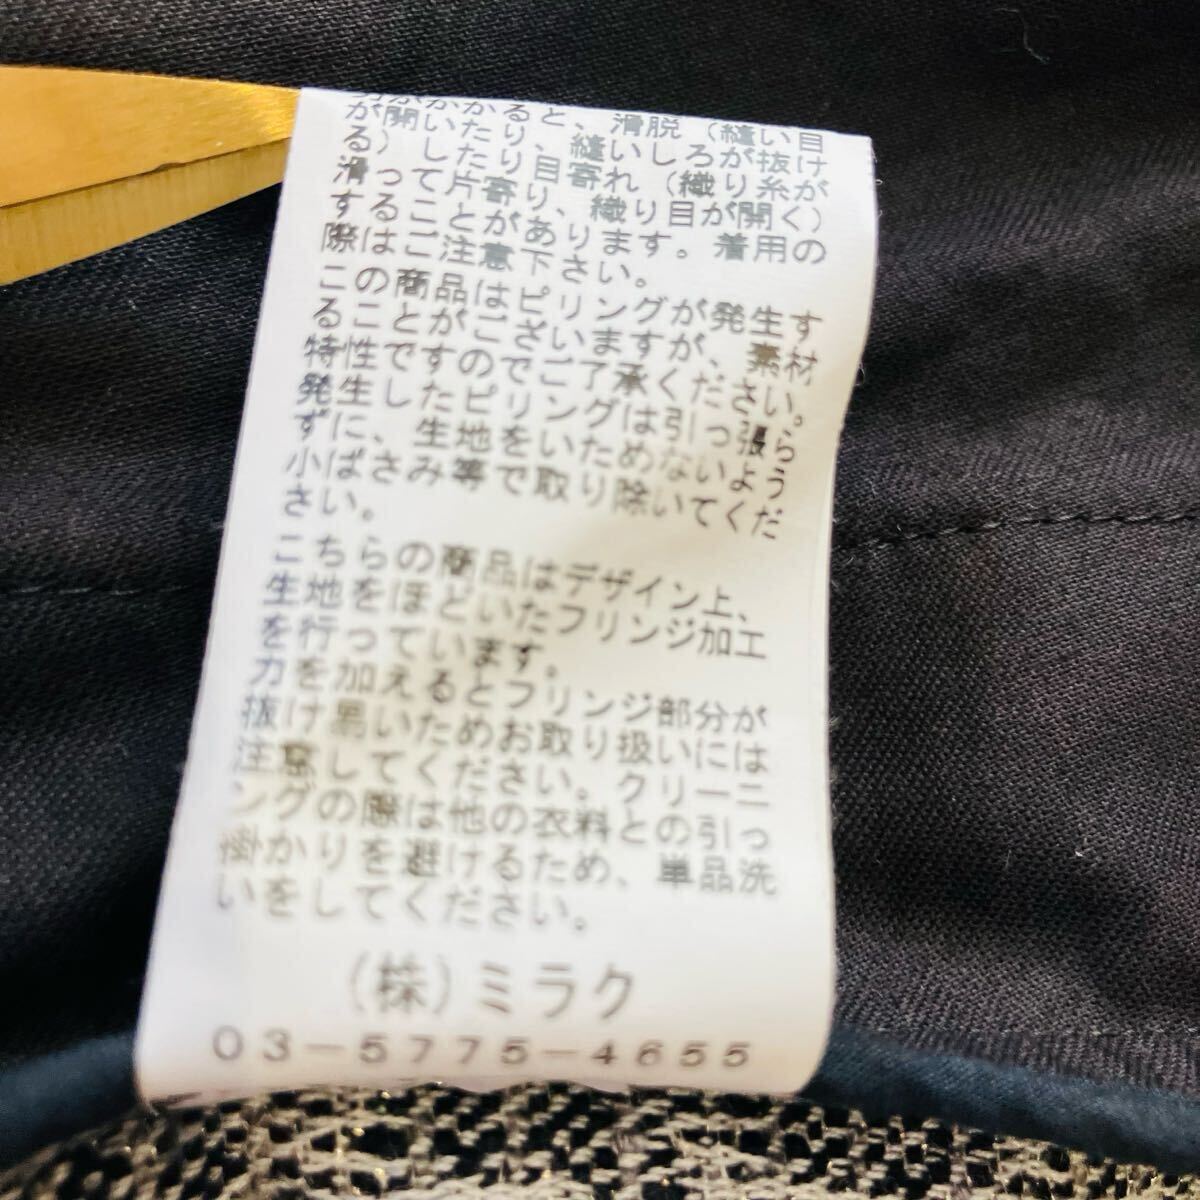 がかかると、滑脱（縫い目
が開いたり、縫いしろが抜け
る）したり目寄れ（織り糸が
滑って片寄り、織り目が開く）
することがあります。着用の
際はご注意下さい。
この商品はピリングが発生す
ることがございますが、素材
特性ですのでご了承ください。
発生したピリングは引っ張ら
ずに、生地をいためないよう
小ばさみ等で取り除いてくだ
さい。
こちらの商品はデザイン上、
生地をほどいたフリンジ加工
を行っています。
力を加えるとフリンジ部分が
抜け易いためお取り扱いには
注意してください。クリーニ
ングの際は他の衣料との引っ
掛かりを避けるため、単品洗
いをしてください。
（株）ミラク
０３－５７７５－４６５５